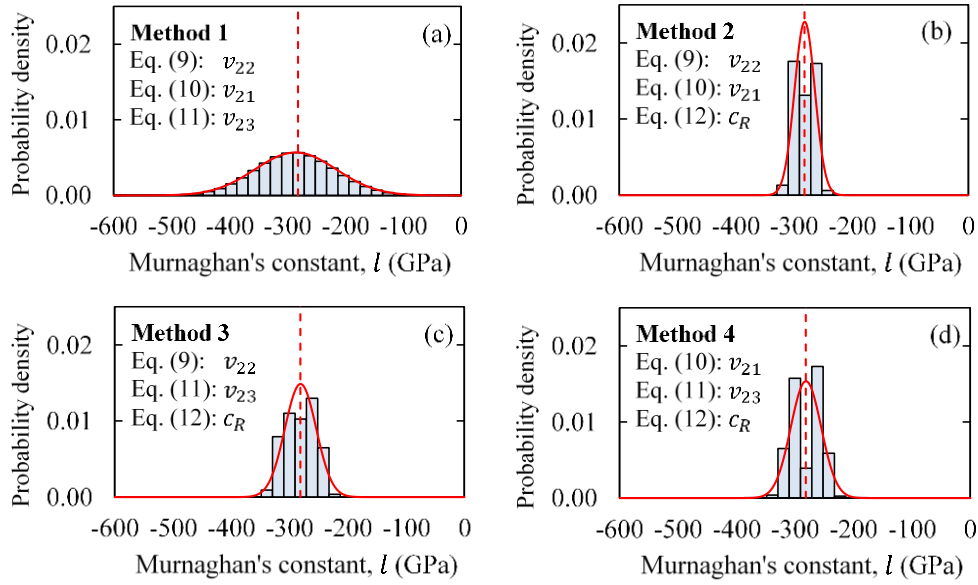 Method 1
(a)
Eq. (9): v22
Eq. (10): v21
Eq. (11): v23
Probability density
0.02
0.01
0.00
-600 -500 -400 -300 -200 -100 0
Murnaghan's constant, l (GPa)
Method 2
(b)
Eq. (9): v22
Eq. (10): v21
Eq. (12): cR
Probability density
0.02
0.01
0.00
-600 -500 -400 -300 -200 -100 0
Murnaghan's constant, l (GPa)
Method 3
(c)
Eq. (9): v22
Eq. (11): v23
Eq. (12): cR
Probability density
0.02
0.01
0.00
-600 -500 -400 -300 -200 -100 0
Murnaghan's constant, l (GPa)
Method 4
(d)
Eq. (10): v21
Eq. (11): v23
Eq. (12): cR
Probability density
0.02
0.01
0.00
-600 -500 -400 -300 -200 -100 0
Murnaghan's constant, l (GPa)